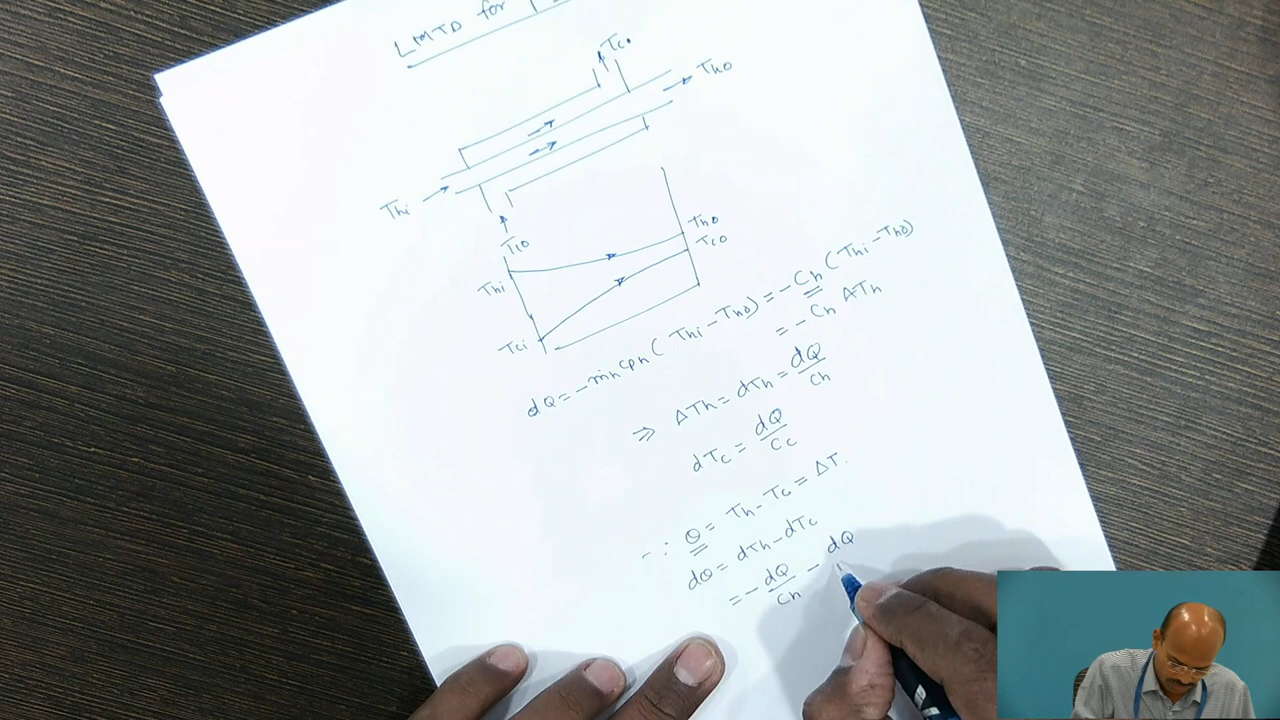 LMTD for
Tco
Tho
Thi
Tco
Tho
Tco
Thi
Tci
dQ = -ṁh cph (Thi - Tho) = -Ch (Thi - Tho)
= -Ch ΔTh
⇒ ΔTh = dTh = dQ/Ch
dTc = dQ/Cc
∴ θ = Th - Tc = ΔT.
dθ = dTh - dTc
= -dQ/Ch - dQ